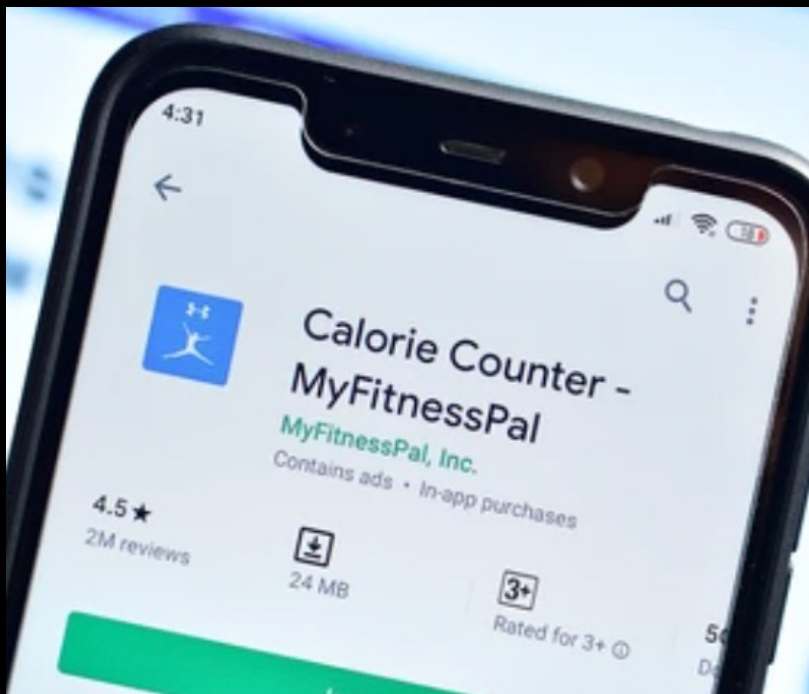 4:31
Calorie Counter -
MyFitnessPal
MyFitnessPal, Inc.
Contains ads • In-app purchases
4.5★
2M reviews
24 MB
3+
Rated for 3+